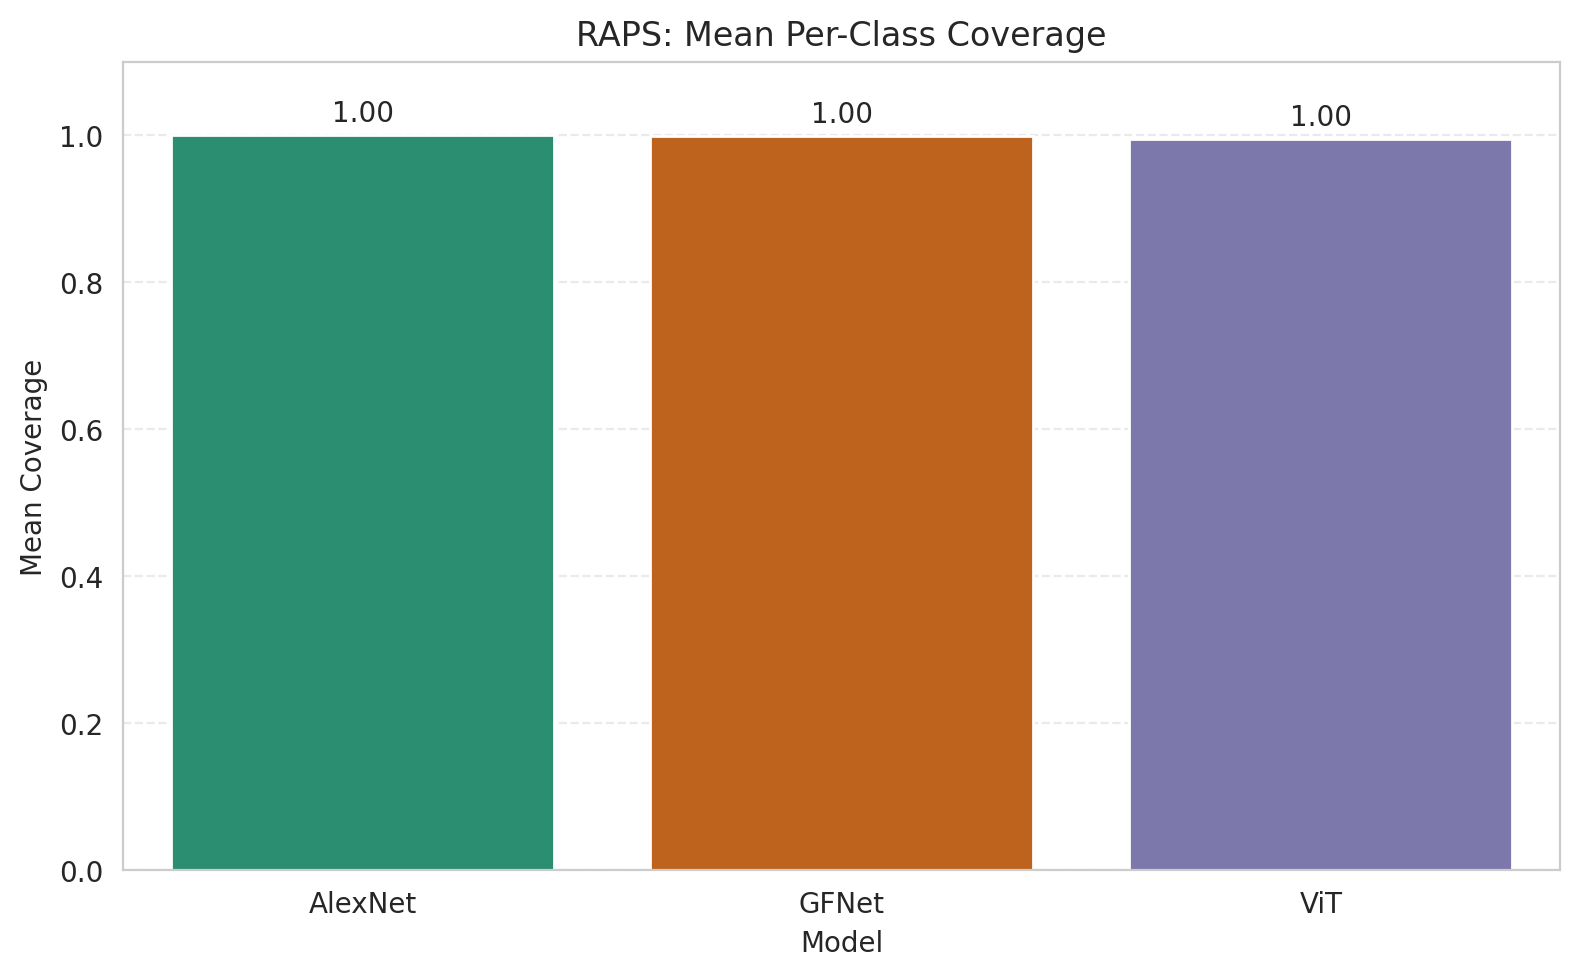 RAPS: Mean Per-Class Coverage
1.00
1.00
1.00
1.0
0.8
0.6
0.4
0.2
0.0
Mean Coverage
AlexNet
GFNet
ViT
Model